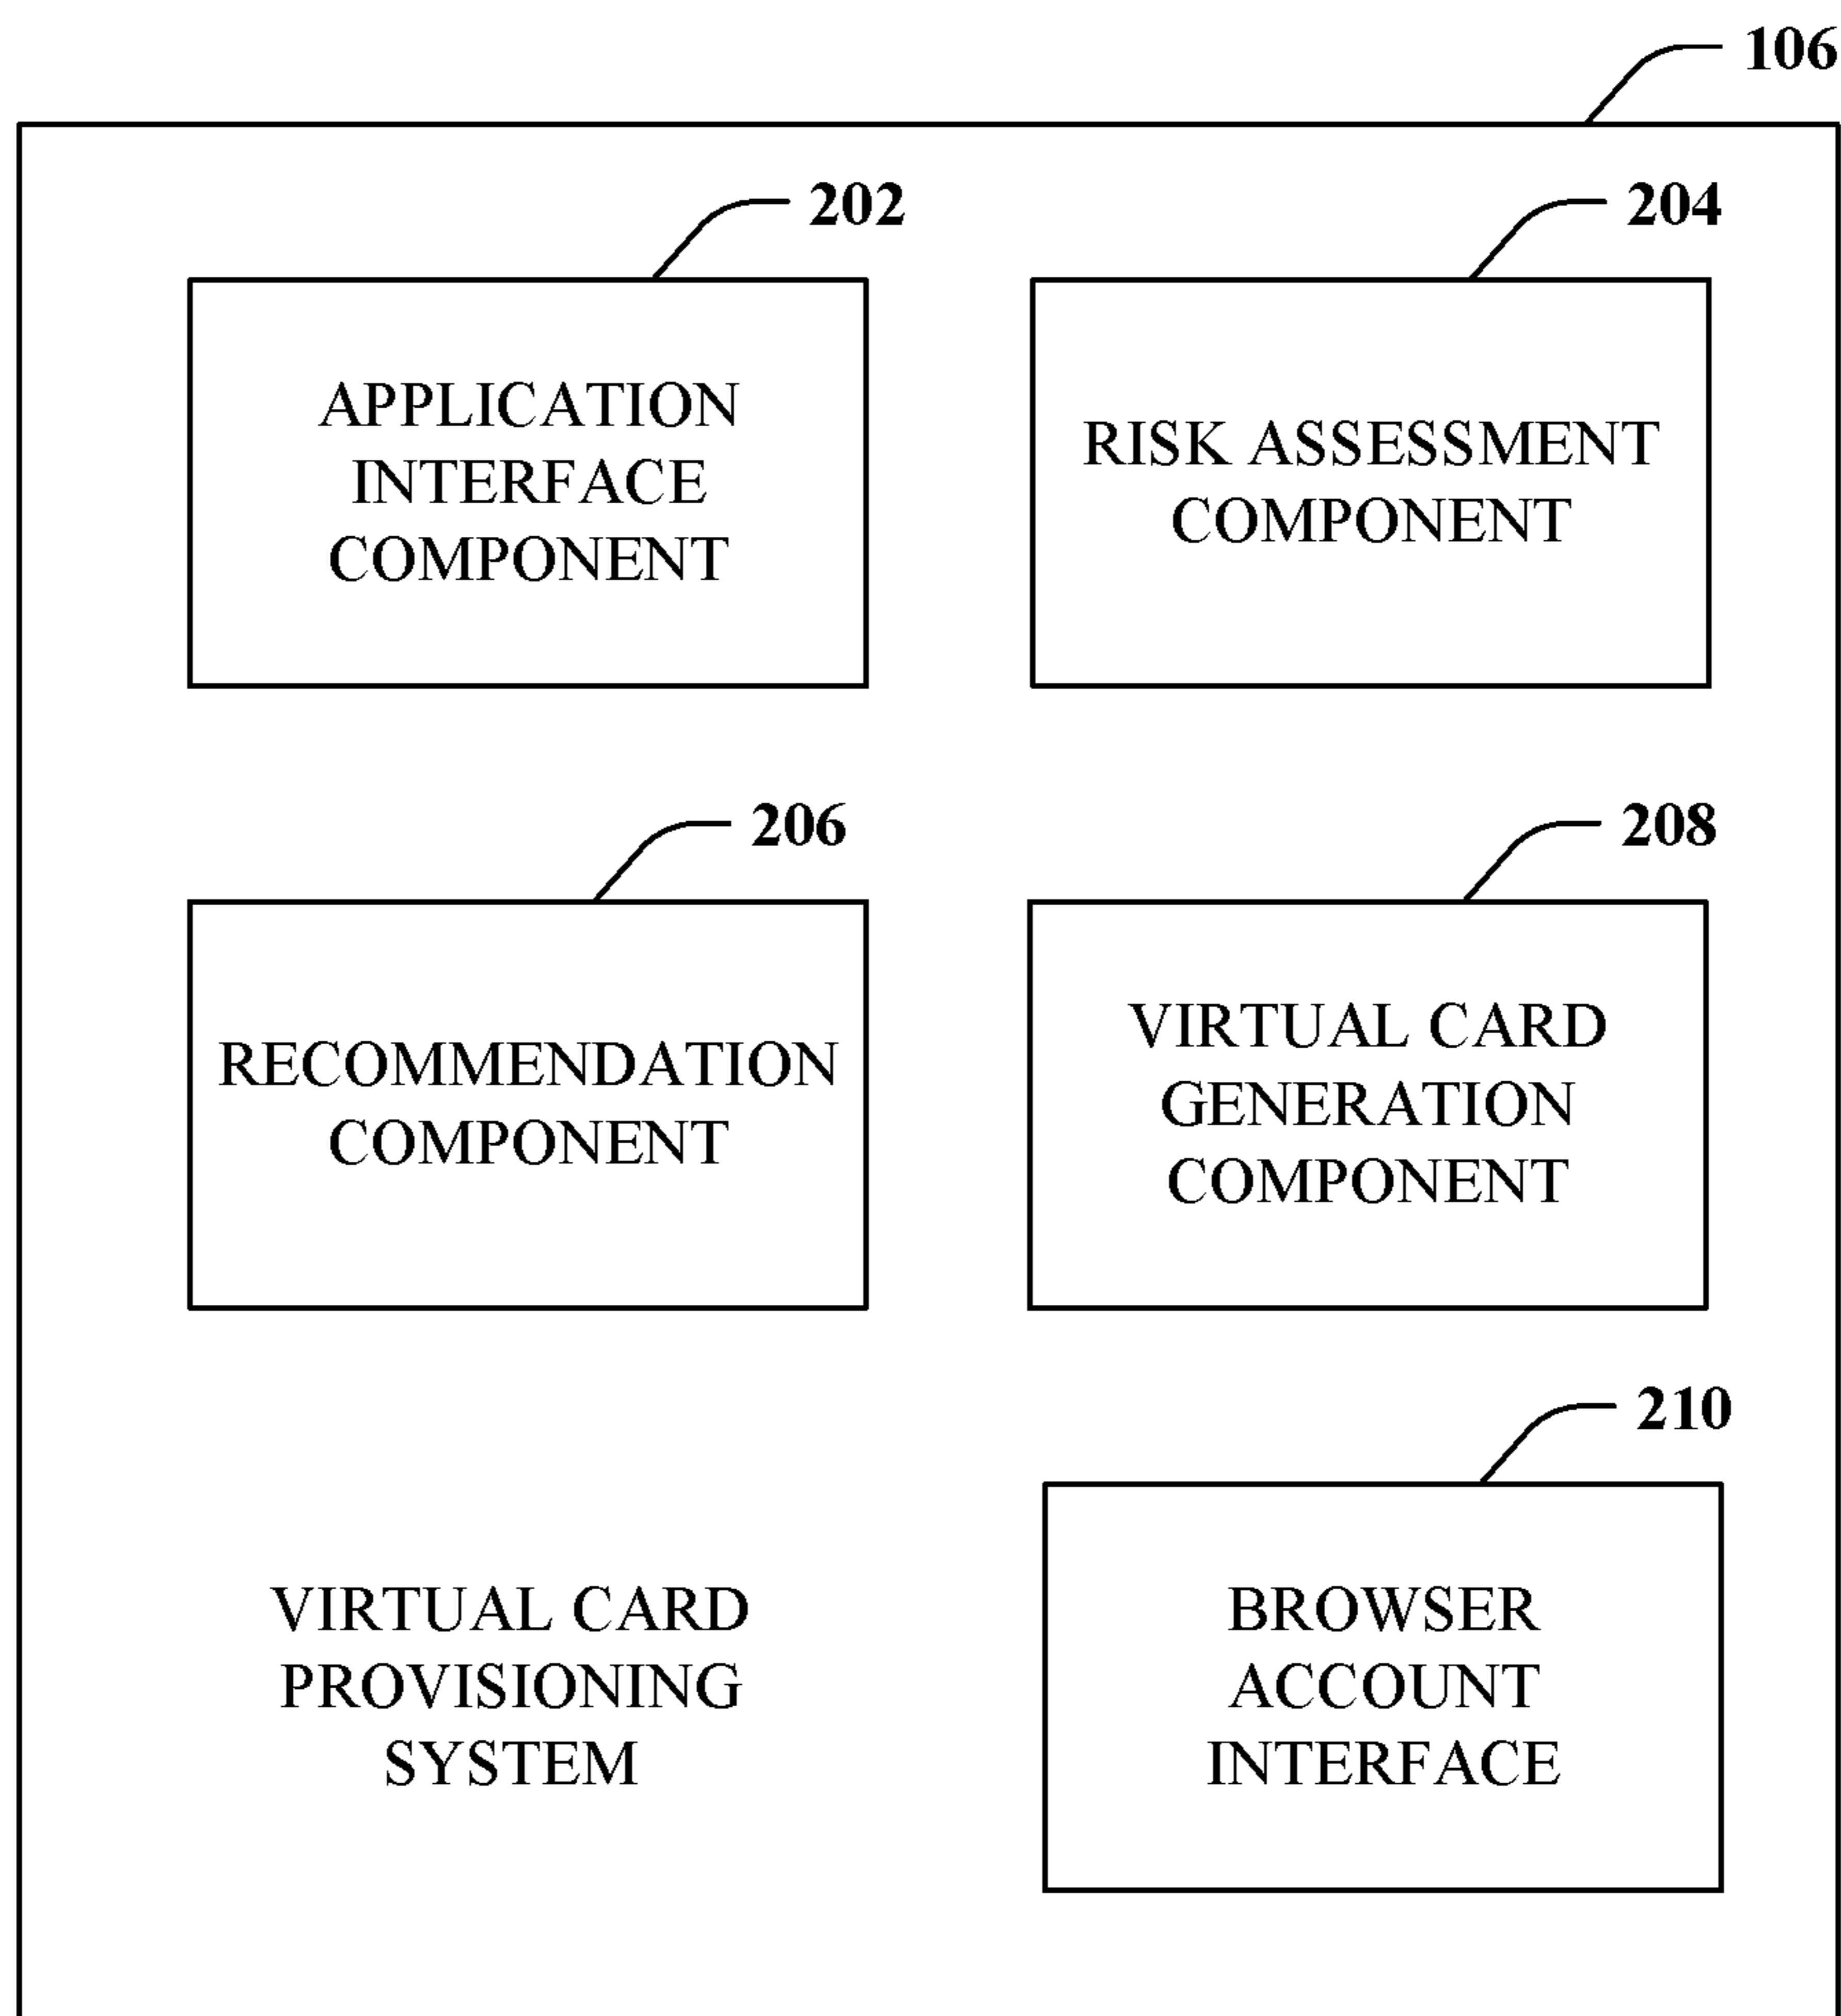 106
202
204
APPLICATION
INTERFACE
COMPONENT
RISK ASSESSMENT
COMPONENT
206
208
RECOMMENDATION
COMPONENT
VIRTUAL CARD
GENERATION
COMPONENT
210
VIRTUAL CARD
PROVISIONING
SYSTEM
BROWSER
ACCOUNT
INTERFACE